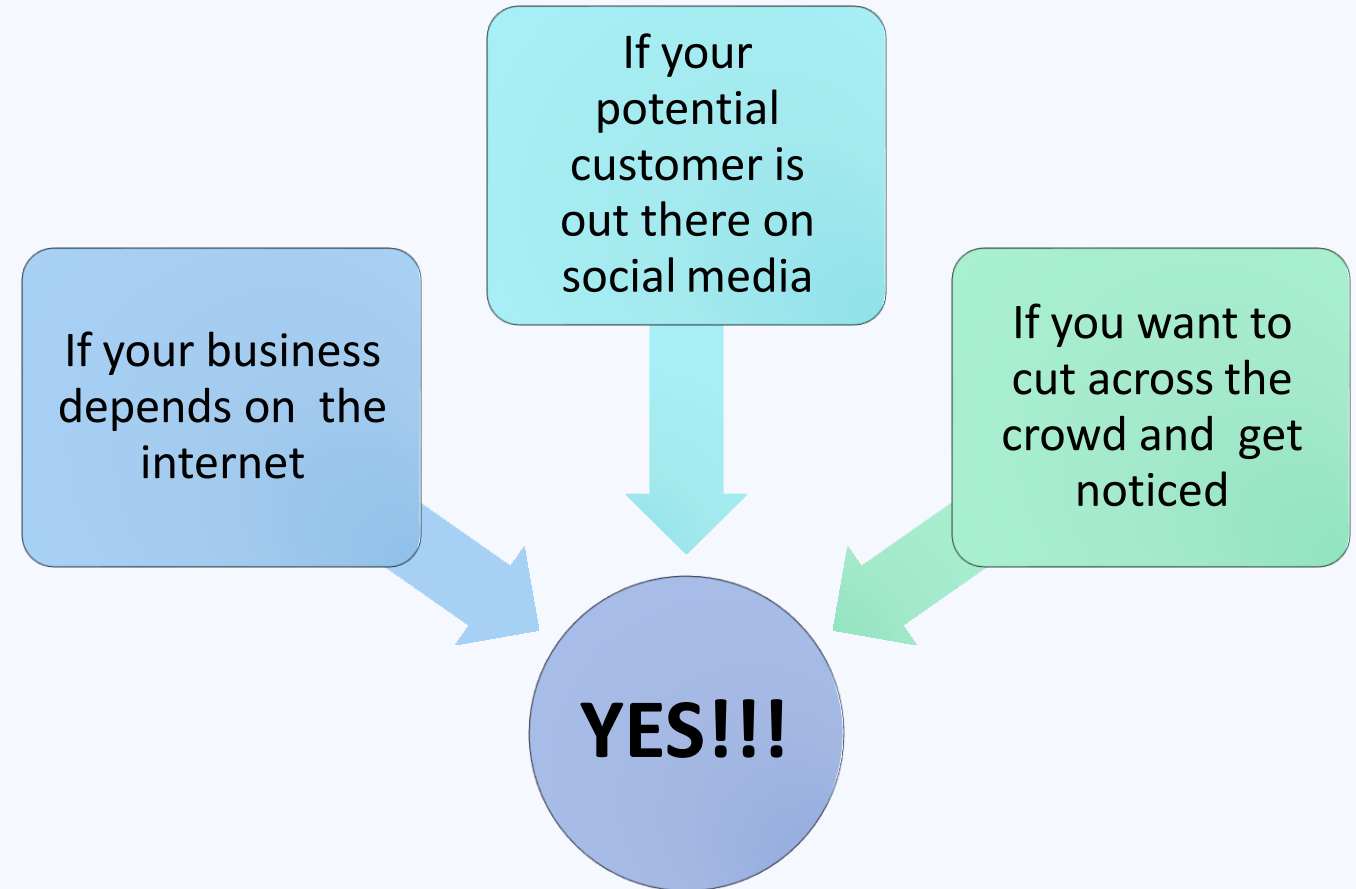 If your
potential
customer is
out there on
social media
If your business
depends on  the
internet
If you want to
cut across the
crowd and  get
noticed
YES!!!